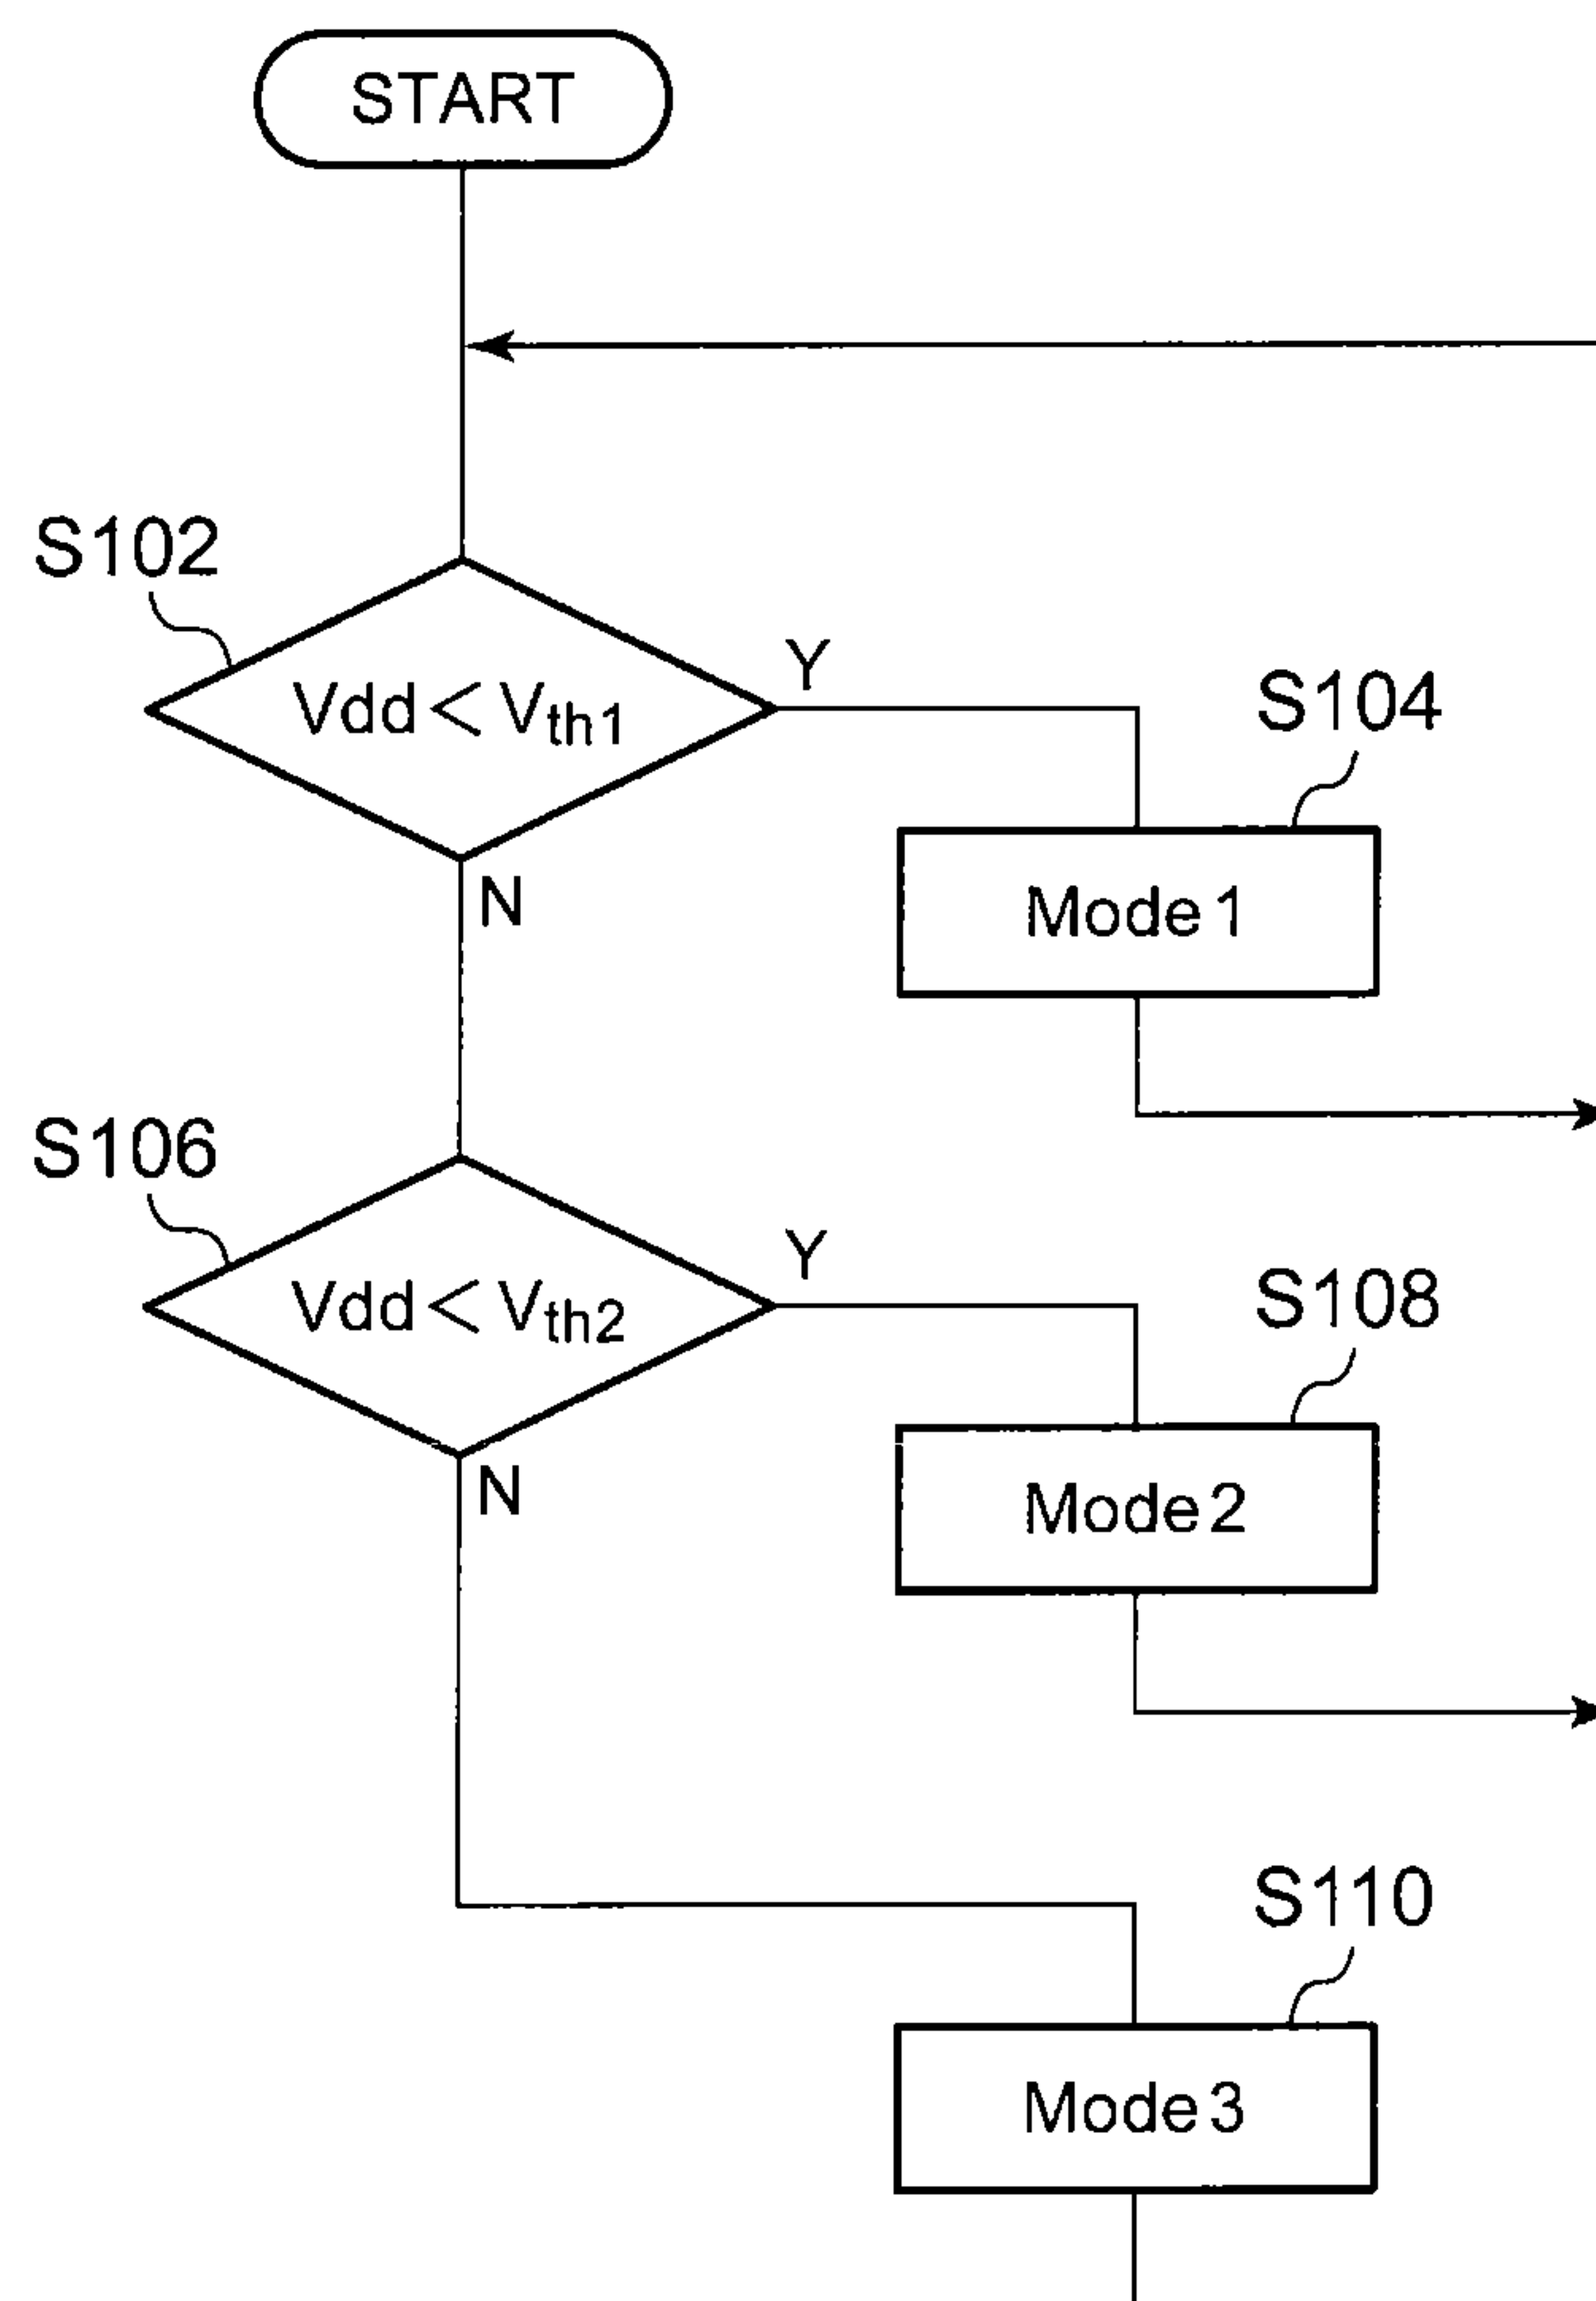 START
S102
Vdd < Vth1
Y
N
S104
Mode 1
S106
Vdd < Vth2
Y
N
S108
Mode 2
S110
Mode 3